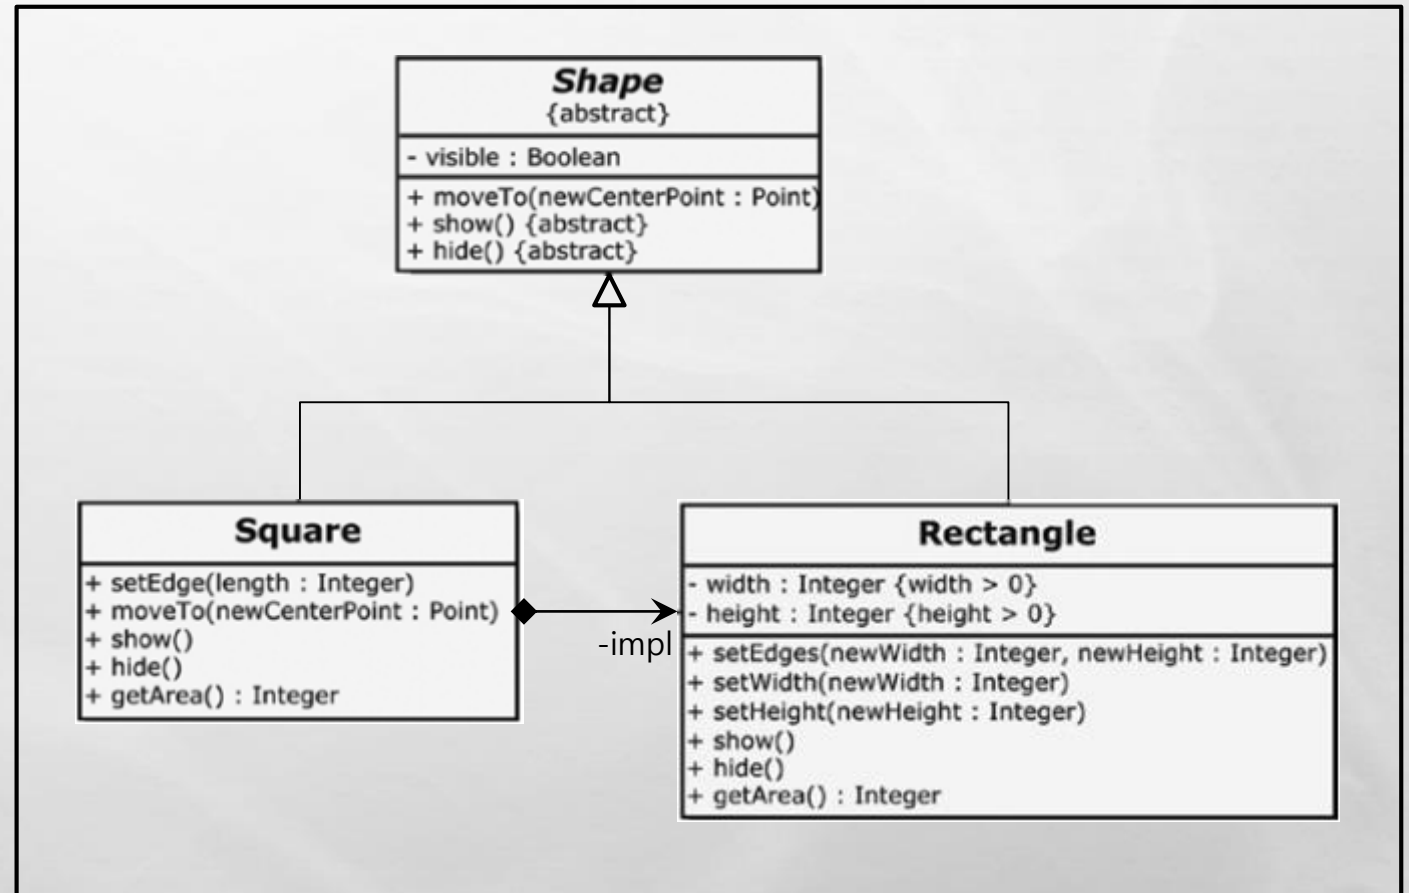 Shape
{abstract}
- visible : Boolean
+ moveTo(newCenterPoint : Point)
+ show() {abstract}
+ hide() {abstract}
Square
+ setEdge(length : Integer)
+ moveTo(newCenterPoint : Point)
+ show()
+ hide()
+ getArea() : Integer
-impl
Rectangle
- width : Integer {width > 0}
- height : Integer {height > 0}
+ setEdges(newWidth : Integer, newHeight : Integer)
+ setWidth(newWidth : Integer)
+ setHeight(newHeight : Integer)
+ show()
+ hide()
+ getArea() : Integer